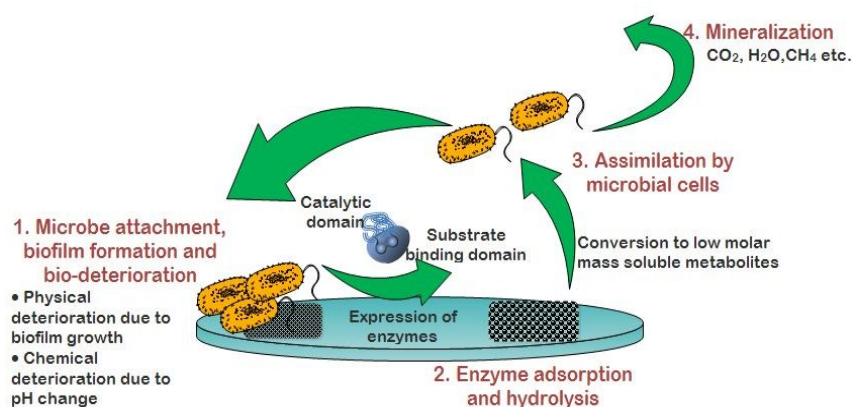 4. Mineralization
CO₂, H₂O,CH₄ etc.
3. Assimilation by
microbial cells
Catalytic
domain
1. Microbe attachment,
biofilm formation and
bio-deterioration
Substrate
binding domain
Conversion to low molar
mass soluble metabolites
• Physical
deterioration due to
biofilm growth
• Chemical
deterioration due to
pH change
Expression of
enzymes
2. Enzyme adsorption
and hydrolysis